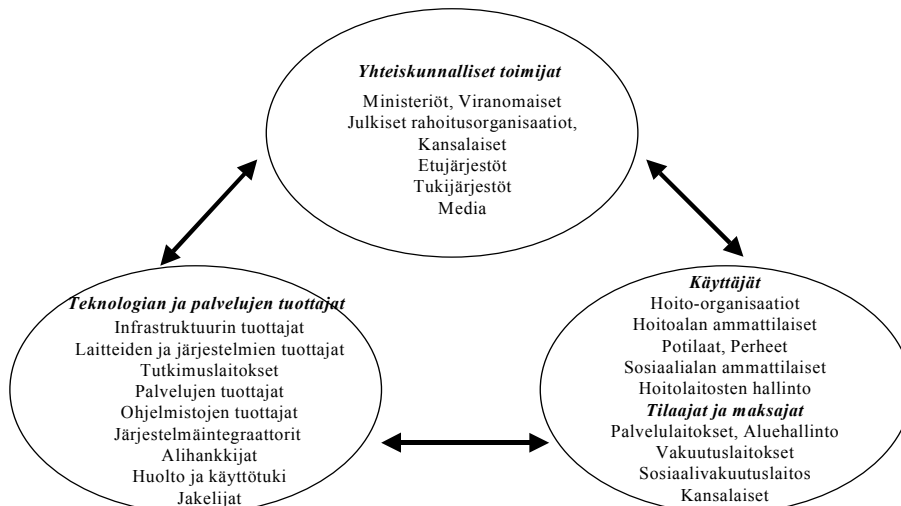 Yhteiskunnalliset toimijat
Ministeriöt, Viranomaiset
Julkiset rahoitusorganisaatiot,
Kansalaiset
Etujärjestöt
Tukijärjestöt
Media
Teknologian ja palvelujen tuottajat
Infrastruktuurin tuottajat
Laitteiden ja järjestelmien tuottajat
Tutkimuslaitokset
Palvelujen tuottajat
Ohjelmistojen tuottajat
Järjestelmäintegraattorit
Alihankkijat
Huolto ja käyttötuki
Jakelijat
Käyttäjät
Hoito-organisaatiot
Hoitoalan ammattilaiset
Potilaat, Perheet
Sosiaalialan ammattilaiset
Hoitolaitosten hallinto
Tilaajat ja maksajat
Palvelulaitokset, Aluehallinto
Vakuutuslaitokset
Sosiaalivakuutuslaitos
Kansalaiset